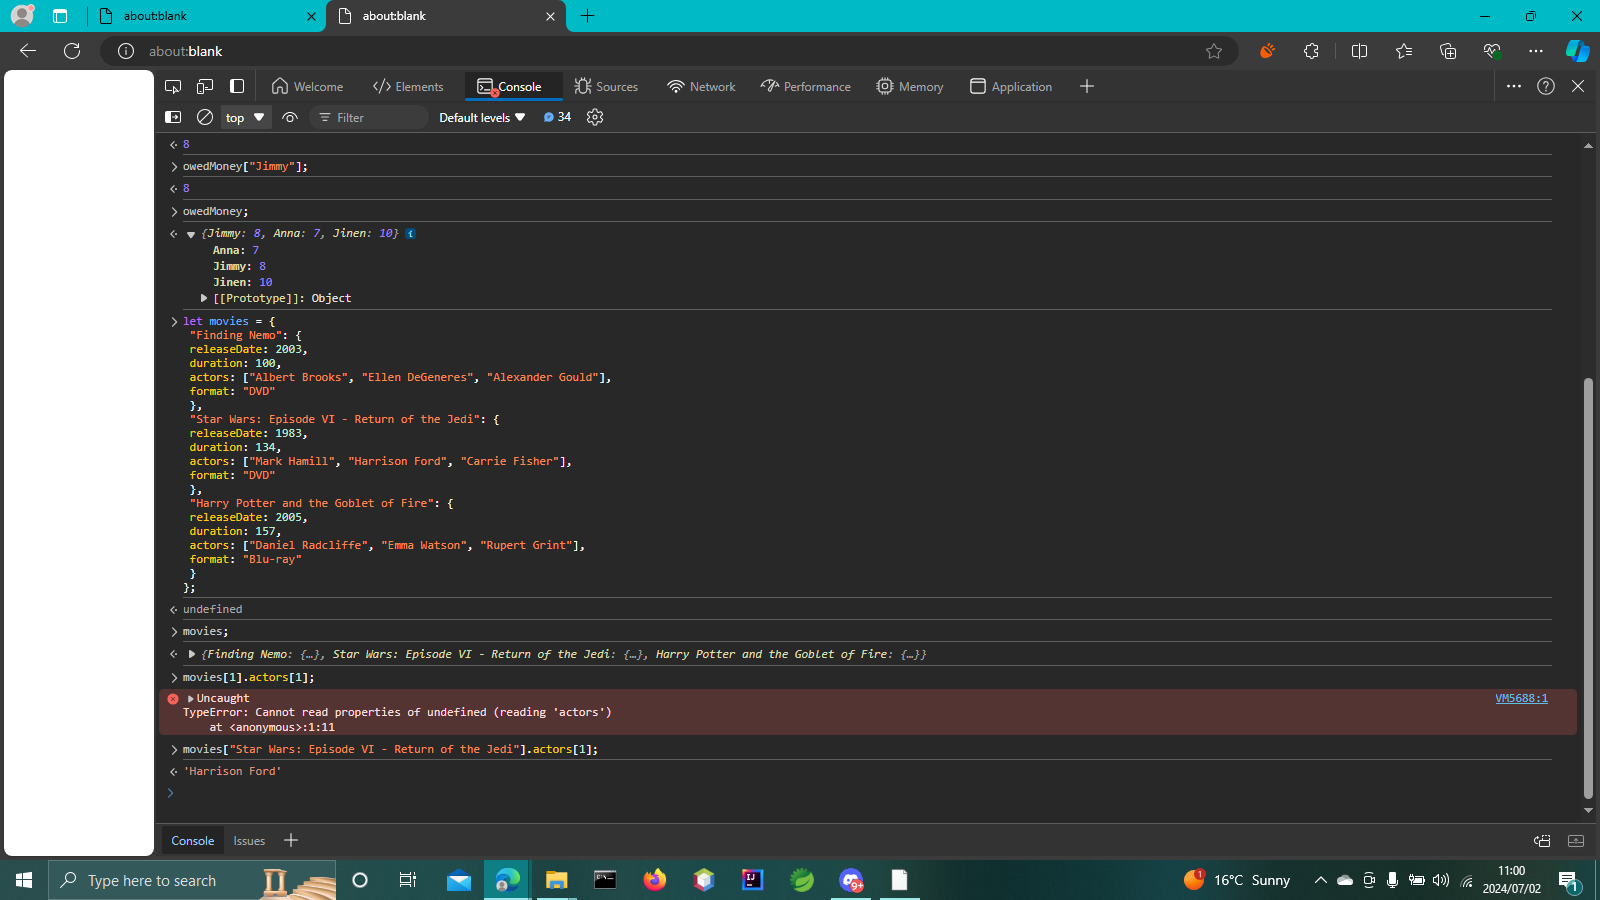 about:blank
about:blank
about:blank
Welcome
Elements
Console
Sources
Network
Performance
Memory
Application
top
Filter
Default levels
34
8
owedMoney["Jimmy"];
8
owedMoney;
{Jimmy: 8, Anna: 7, Jinen: 10}
Anna: 7
Jimmy: 8
Jinen: 10
[[Prototype]]: Object
let movies = {
"Finding Nemo": {
releaseDate: 2003,
duration: 100,
actors: ["Albert Brooks", "Ellen DeGeneres", "Alexander Gould"],
format: "DVD"
},
"Star Wars: Episode VI - Return of the Jedi": {
releaseDate: 1983,
duration: 134,
actors: ["Mark Hamill", "Harrison Ford", "Carrie Fisher"],
format: "DVD"
},
"Harry Potter and the Goblet of Fire": {
releaseDate: 2005,
duration: 157,
actors: ["Daniel Radcliffe", "Emma Watson", "Rupert Grint"],
format: "Blu-ray"
}
};
undefined
movies;
{Finding Nemo: {…}, Star Wars: Episode VI - Return of the Jedi: {…}, Harry Potter and the Goblet of Fire: {…}}
movies[1].actors[1];
Uncaught VM5688:1
TypeError: Cannot read properties of undefined (reading 'actors')
at <anonymous>:1:11
movies["Star Wars: Episode VI - Return of the Jedi"].actors[1];
'Harrison Ford'
Console
Issues
Type here to search
9+
1
16°C Sunny
11:00
2024/07/02
1